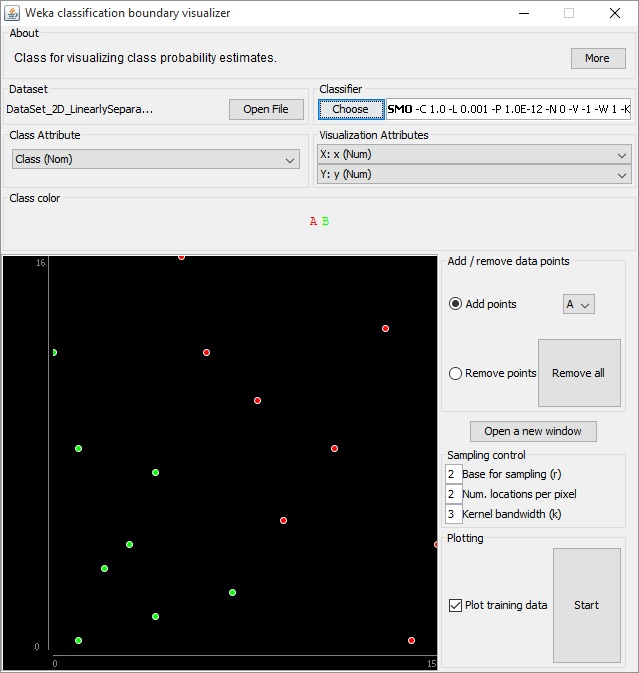 Weka classification boundary visualizer
About
Class for visualizing class probability estimates.
More
Dataset
DataSet_2D_LinearlySepara...
Open File
Classifier
Choose
SMO -C 1.0 -L 0.001 -P 1.0E-12 -N 0 -V -1 -W 1 -K
Class Attribute
Class (Nom)
Visualization Attributes
X: x (Num)
Y: y (Num)
Class color
A B
16
0
0
15
Add / remove data points
Add points
A
Remove points
Remove all
Open a new window
Sampling control
2 Base for sampling (r)
2 Num. locations per pixel
3 Kernel bandwidth (k)
Plotting
Plot training data
Start